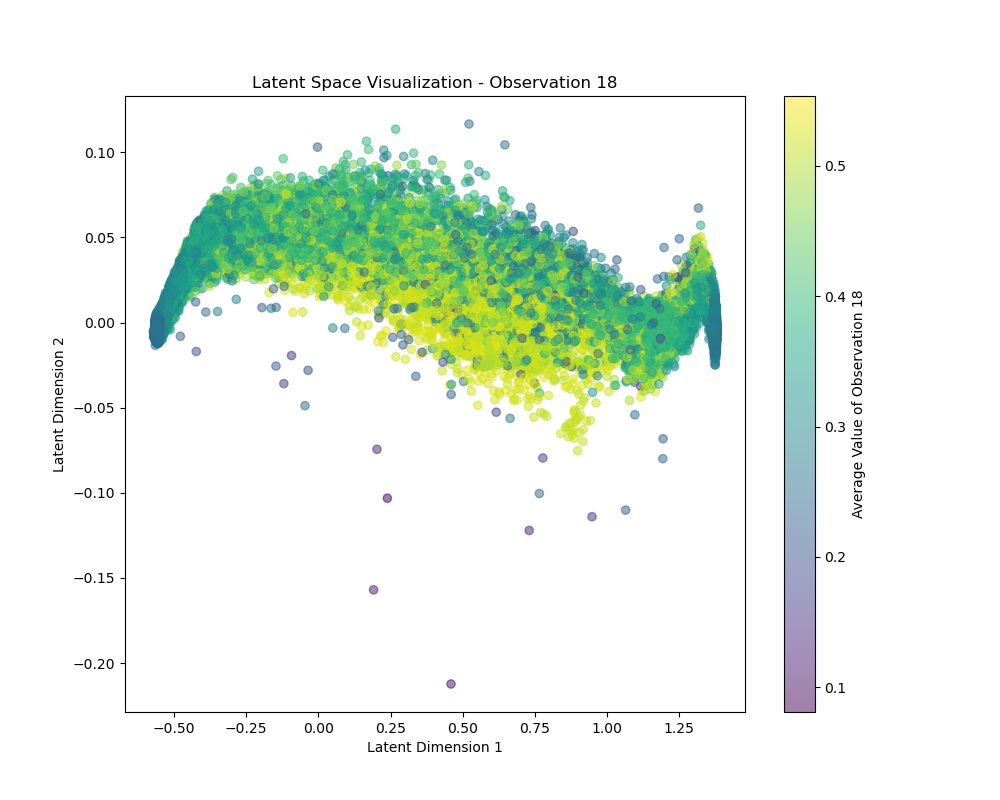 Latent Space Visualization - Observation 18
0.10
0.05
0.00
−0.05
−0.10
−0.15
−0.20
Latent Dimension 2
−0.50 −0.25 0.00 0.25 0.50 0.75 1.00 1.25
Latent Dimension 1
0.5
0.4
0.3
0.2
0.1
Average Value of Observation 18